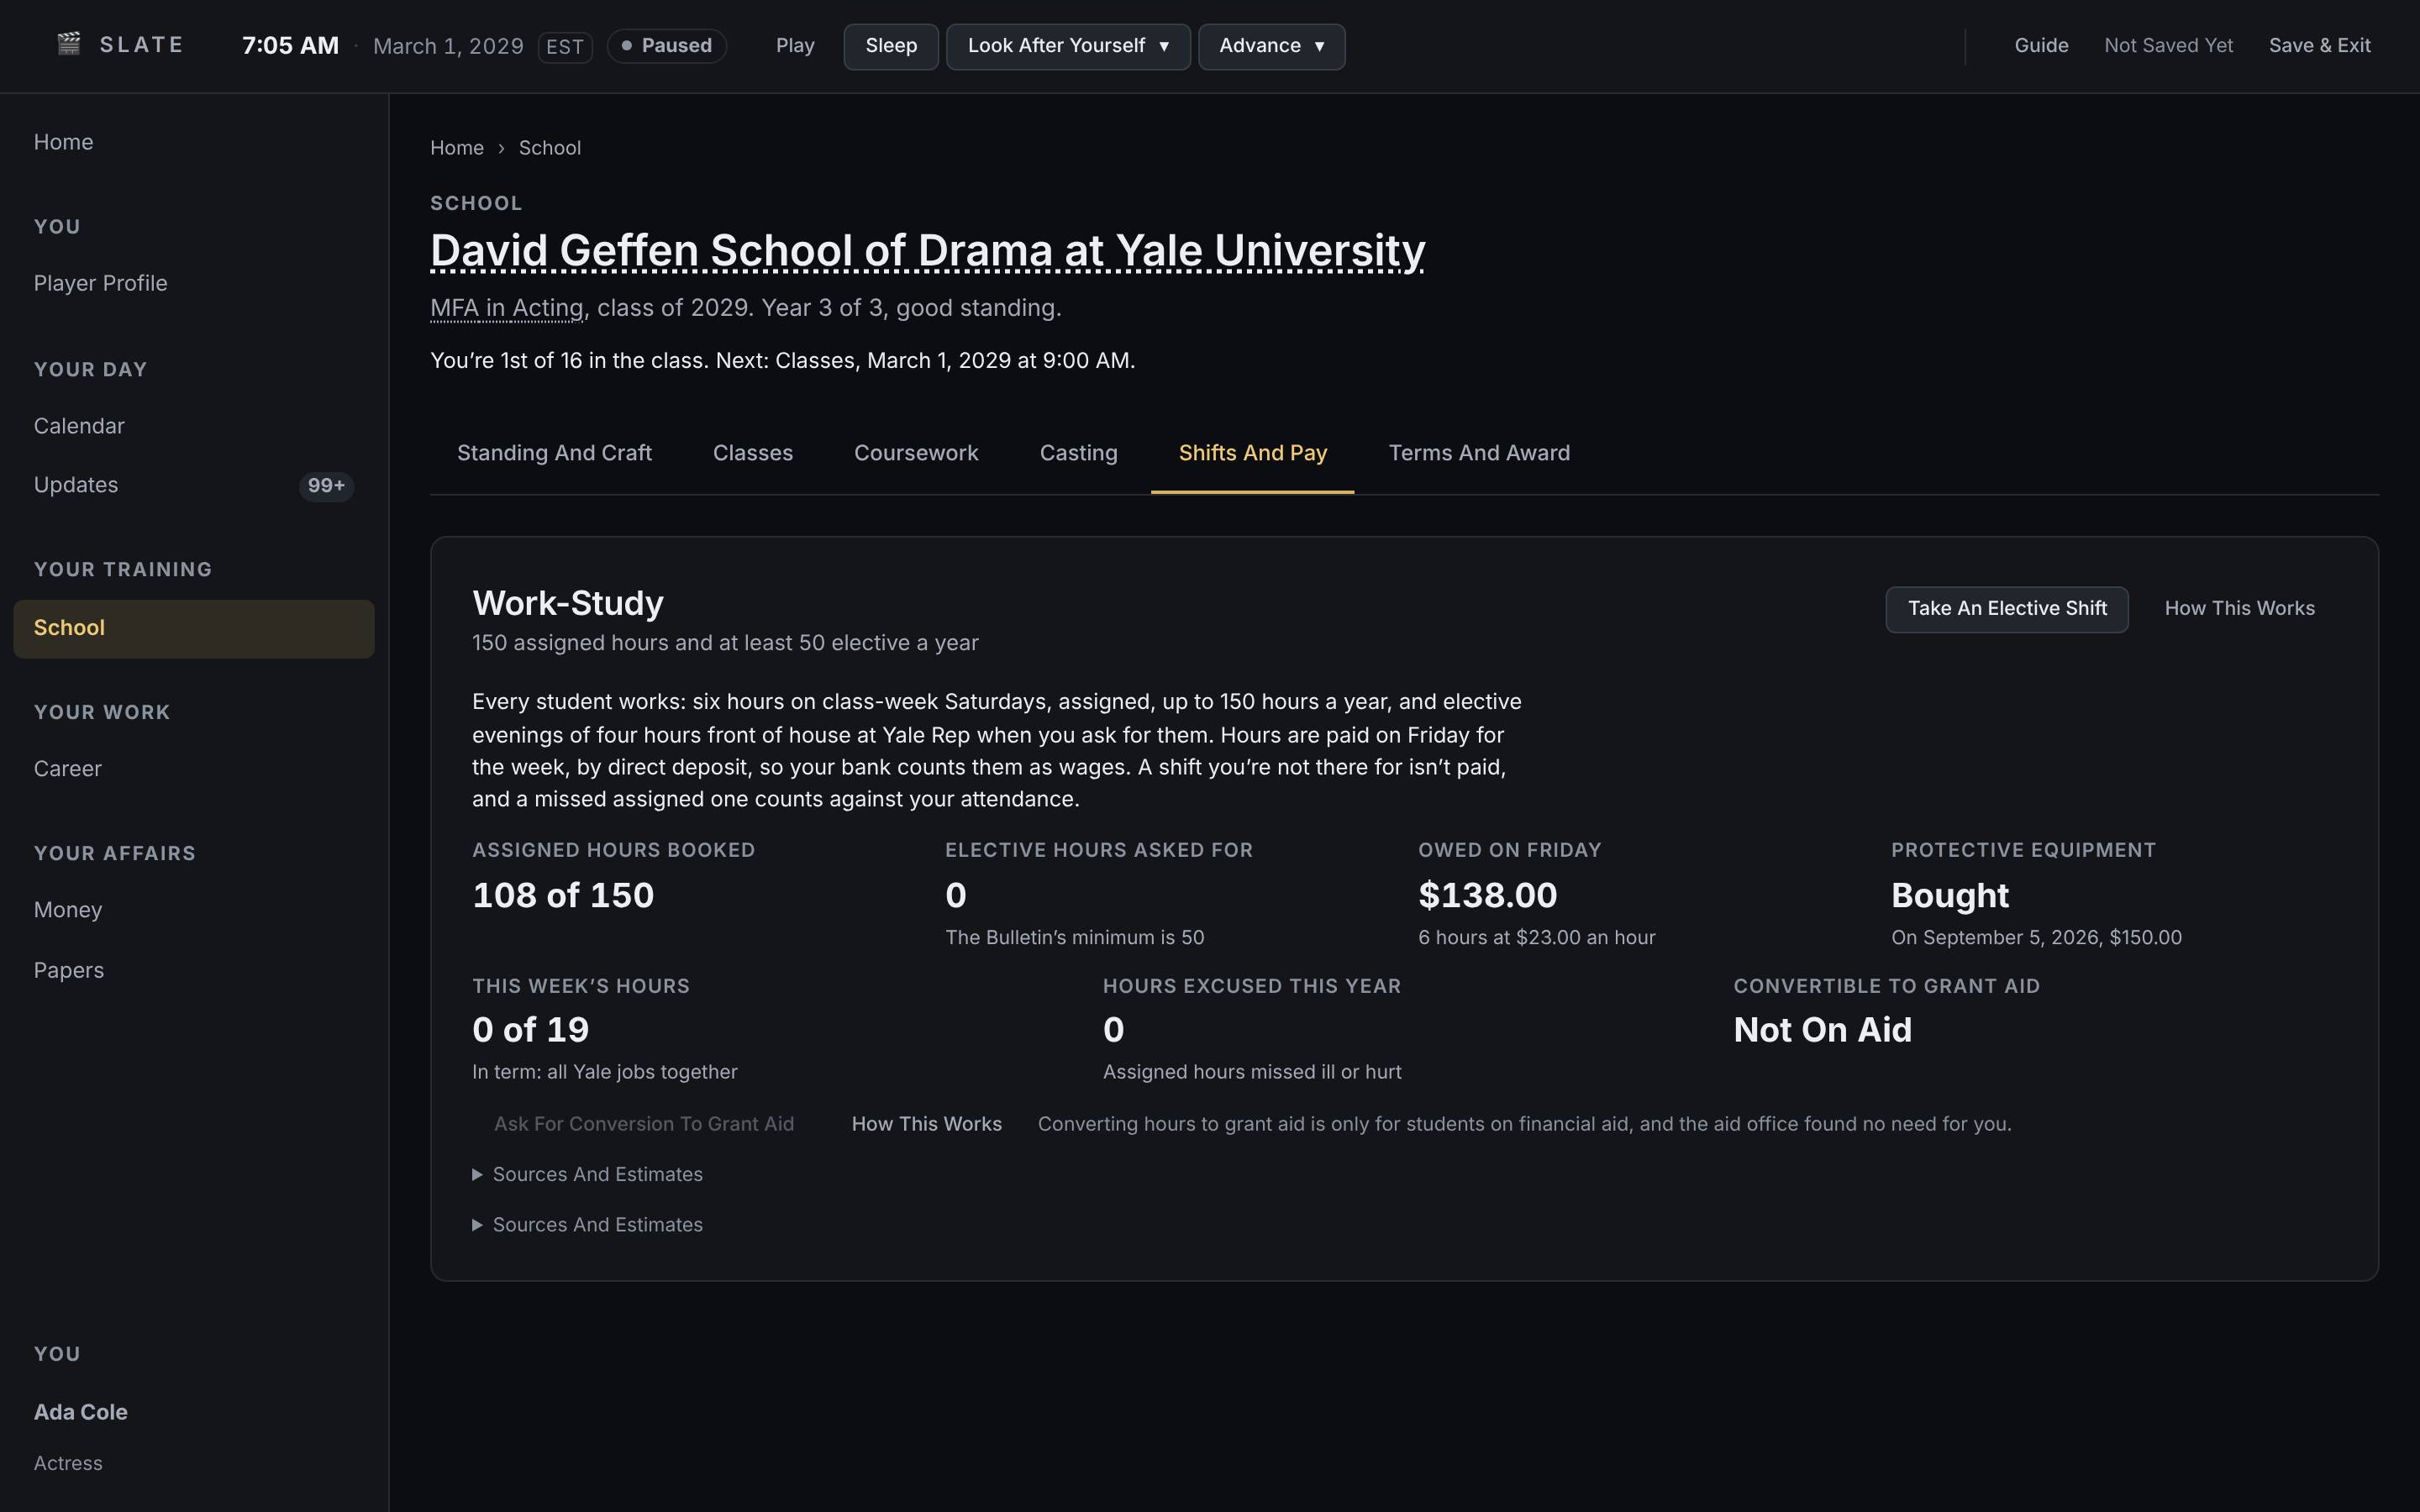 SLATE
7:05 AM · March 1, 2029 EST Paused Play Sleep Look After Yourself ▼ Advance ▼ Guide Not Saved Yet Save & Exit
Home
YOU
Player Profile
YOUR DAY
Calendar
Updates 99+
YOUR TRAINING
School
YOUR WORK
Career
YOUR AFFAIRS
Money
Papers
YOU
Ada Cole
Actress
Home › School
SCHOOL
David Geffen School of Drama at Yale University
MFA in Acting, class of 2029. Year 3 of 3, good standing.
You’re 1st of 16 in the class. Next: Classes, March 1, 2029 at 9:00 AM.
Standing And Craft Classes Coursework Casting Shifts And Pay Terms And Award
Work-Study
150 assigned hours and at least 50 elective a year
Take An Elective Shift How This Works
Every student works: six hours on class-week Saturdays, assigned, up to 150 hours a year, and elective
evenings of four hours front of house at Yale Rep when you ask for them. Hours are paid on Friday for
the week, by direct deposit, so your bank counts them as wages. A shift you’re not there for isn’t paid,
and a missed assigned one counts against your attendance.
ASSIGNED HOURS BOOKED
108 of 150
ELECTIVE HOURS ASKED FOR
0
The Bulletin’s minimum is 50
OWED ON FRIDAY
$138.00
6 hours at $23.00 an hour
PROTECTIVE EQUIPMENT
Bought
On September 5, 2026, $150.00
THIS WEEK’S HOURS
0 of 19
In term: all Yale jobs together
HOURS EXCUSED THIS YEAR
0
Assigned hours missed ill or hurt
CONVERTIBLE TO GRANT AID
Not On Aid
Ask For Conversion To Grant Aid How This Works Converting hours to grant aid is only for students on financial aid, and the aid office found no need for you.
▶ Sources And Estimates
▶ Sources And Estimates